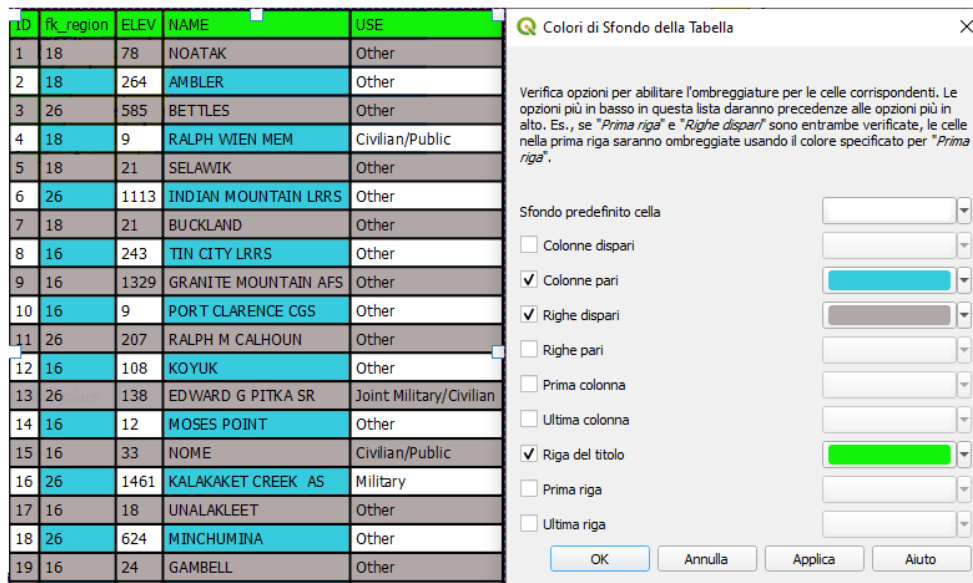 ID fk_region ELEV NAME USE
1 18 78 NOATAK Other
2 18 264 AMBLER Other
3 26 585 BETTLES Other
4 18 9 RALPH WIEN MEM Civilian/Public
5 18 21 SELAWIK Other
6 26 1113 INDIAN MOUNTAIN LRRS Other
7 18 21 BUCKLAND Other
8 16 243 TIN CITY LRRS Other
9 16 1329 GRANITE MOUNTAIN AFS Other
10 16 9 PORT CLARENCE CGS Other
11 26 207 RALPH M CALHOUN Other
12 16 108 KOYUK Other
13 26 138 EDWARD G PITKA SR Joint Military/Civilian
14 16 12 MOSES POINT Other
15 16 33 NOME Civilian/Public
16 26 1461 KALAKAKET CREEK AS Military
17 16 18 UNALAKLEET Other
18 26 624 MINCHUMINA Other
19 16 24 GAMBELL Other
Colori di Sfondo della Tabella
Verifica opzioni per abilitare l'ombreggiature per le celle corrispondenti. Le
opzioni più in basso in questa lista daranno precedenze alle opzioni più in
alto. Es., se "Prima riga" e "Righe dispari" sono entrambe verificate, le celle
nella prima riga saranno ombreggiate usando il colore specificato per "Prima
riga".
Sfondo predefinito cella
Colonne dispari
Colonne pari
Righe dispari
Righe pari
Prima colonna
Ultima colonna
Riga del titolo
Prima riga
Ultima riga
OK Annulla Applica Aiuto